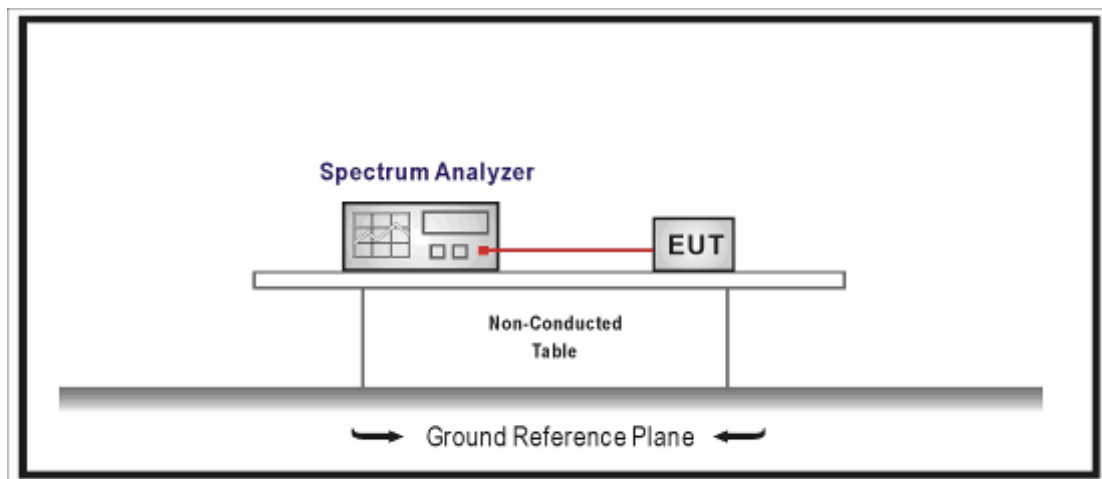 Spectrum Analyzer
EUT
Non-Conducted
Table
Ground Reference Plane